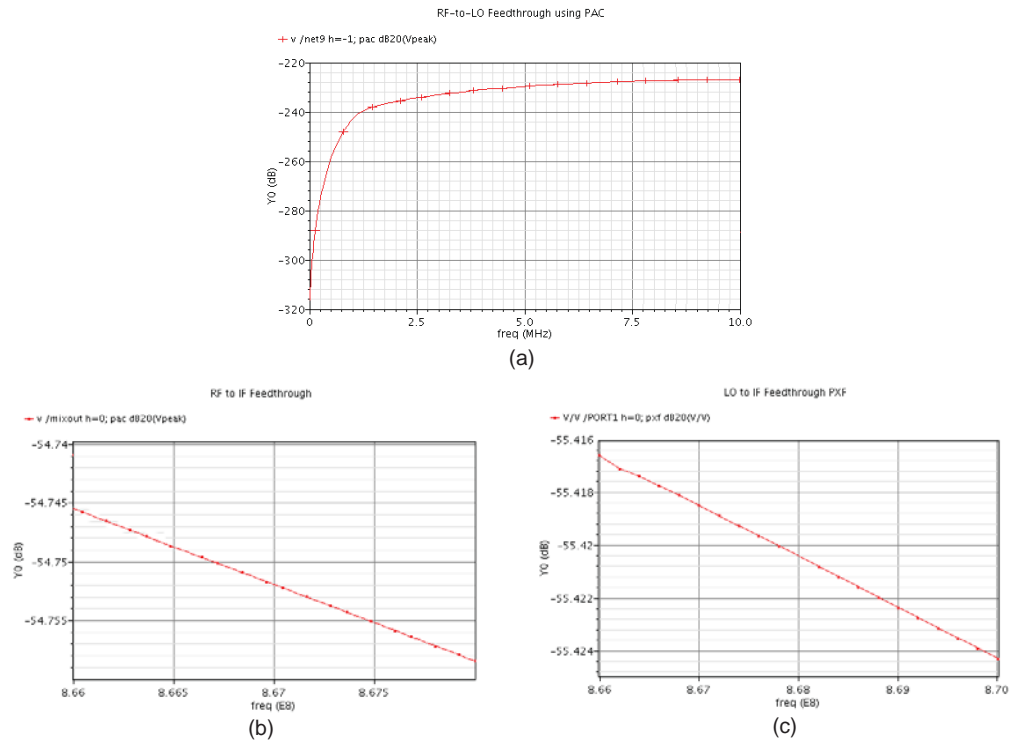 RF-to-LO Feedthrough using PAC
v /net9 h=-1; pac dB20(Vpeak)
-220
-240
-260
-280
-300
-320
Y0 (dB)
0 2.5 5.0 7.5 10.0
freq (MHz)
(a)
RF to IF Feedthrough
v /mixout h=0; pac dB20(Vpeak)
-54.74
-54.745
-54.75
-54.755
Y0 (dB)
8.66 8.665 8.67 8.675
freq (E8)
(b)
LO to IF Feedthrough PXF
V/V /PORT1 h=0; pxf dB20(V/V)
-55.416
-55.418
-55.42
-55.422
-55.424
Y0 (dB)
8.66 8.67 8.68 8.69 8.70
freq (E8)
(c)